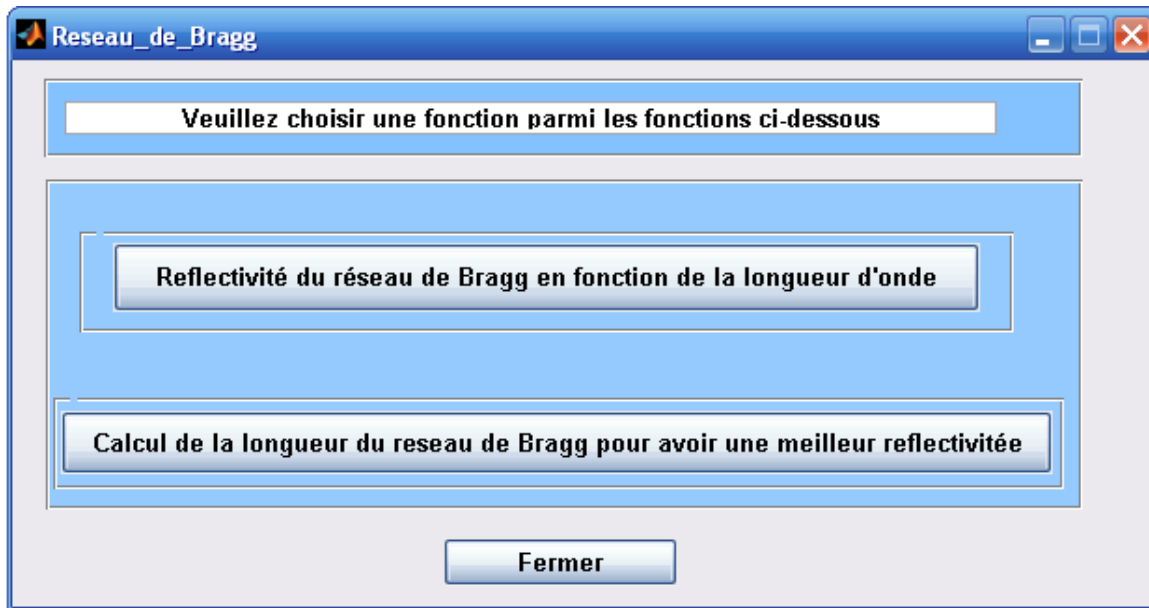 Reseau_de_Bragg
Veuillez choisir une fonction parmi les fonctions ci-dessous
Reflectivité du réseau de Bragg en fonction de la longueur d'onde
Calcul de la longueur du reseau de Bragg pour avoir une meilleur reflectivitée
Fermer